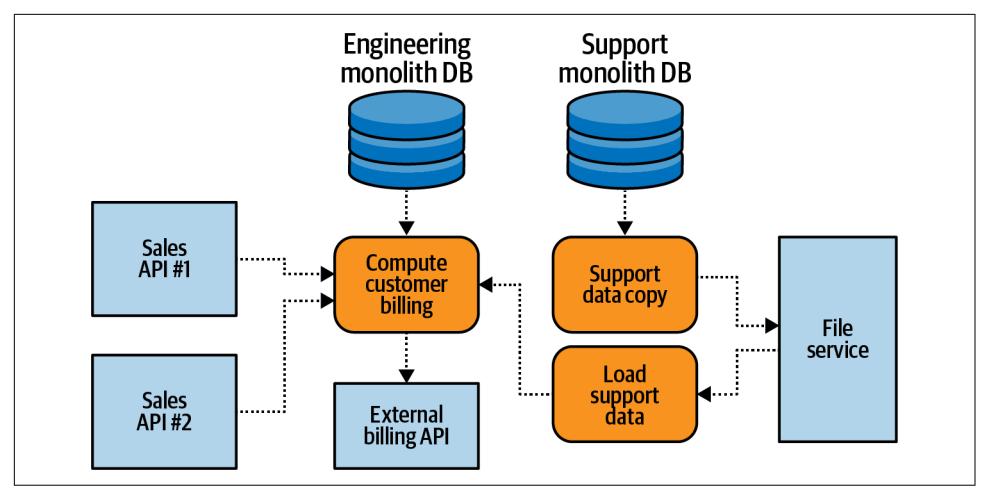 Engineering
monolith DB
Support
monolith DB
Sales
API #1
Compute
customer
billing
Support
data copy
File
service
Sales
API #2
External
billing API
Load
support
data